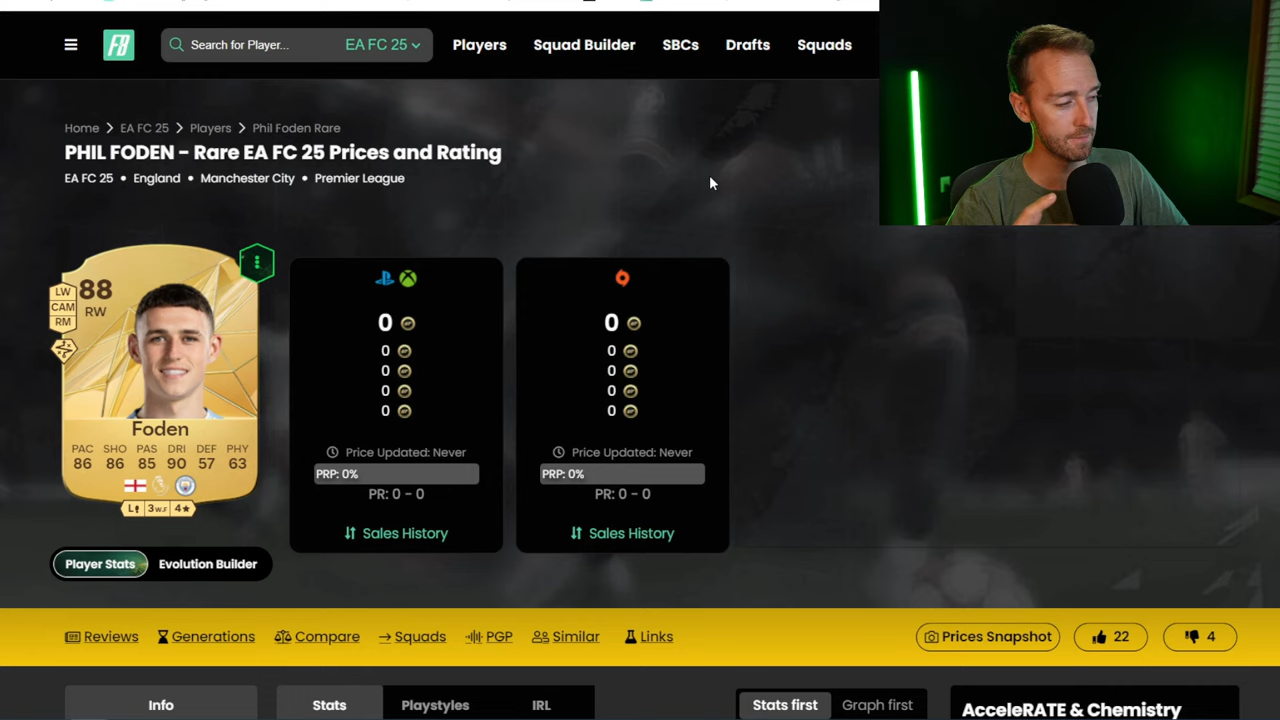 FB
Search for Player...
EA FC 25
Players
Squad Builder
SBCs
Drafts
Squads
Home > EA FC 25 > Players > Phil Foden Rare
PHIL FODEN - Rare EA FC 25 Prices and Rating
EA FC 25 • England • Manchester City • Premier League
88
RW
LW
CAM
RM
Foden
PAC SHO PAS DRI DEF PHY
86 86 85 90 57 63
L 3 W.F 4★
0
0
0
0
0
Price Updated: Never
PRP: 0%
PR: 0 - 0
Sales History
0
0
0
0
0
Price Updated: Never
PRP: 0%
PR: 0 - 0
Sales History
Player Stats
Evolution Builder
Reviews
Generations
Compare
Squads
PGP
Similar
Links
Prices Snapshot
22
4
Info
Stats
Playstyles
IRL
Stats first
Graph first
AcceleRATE & Chemistry